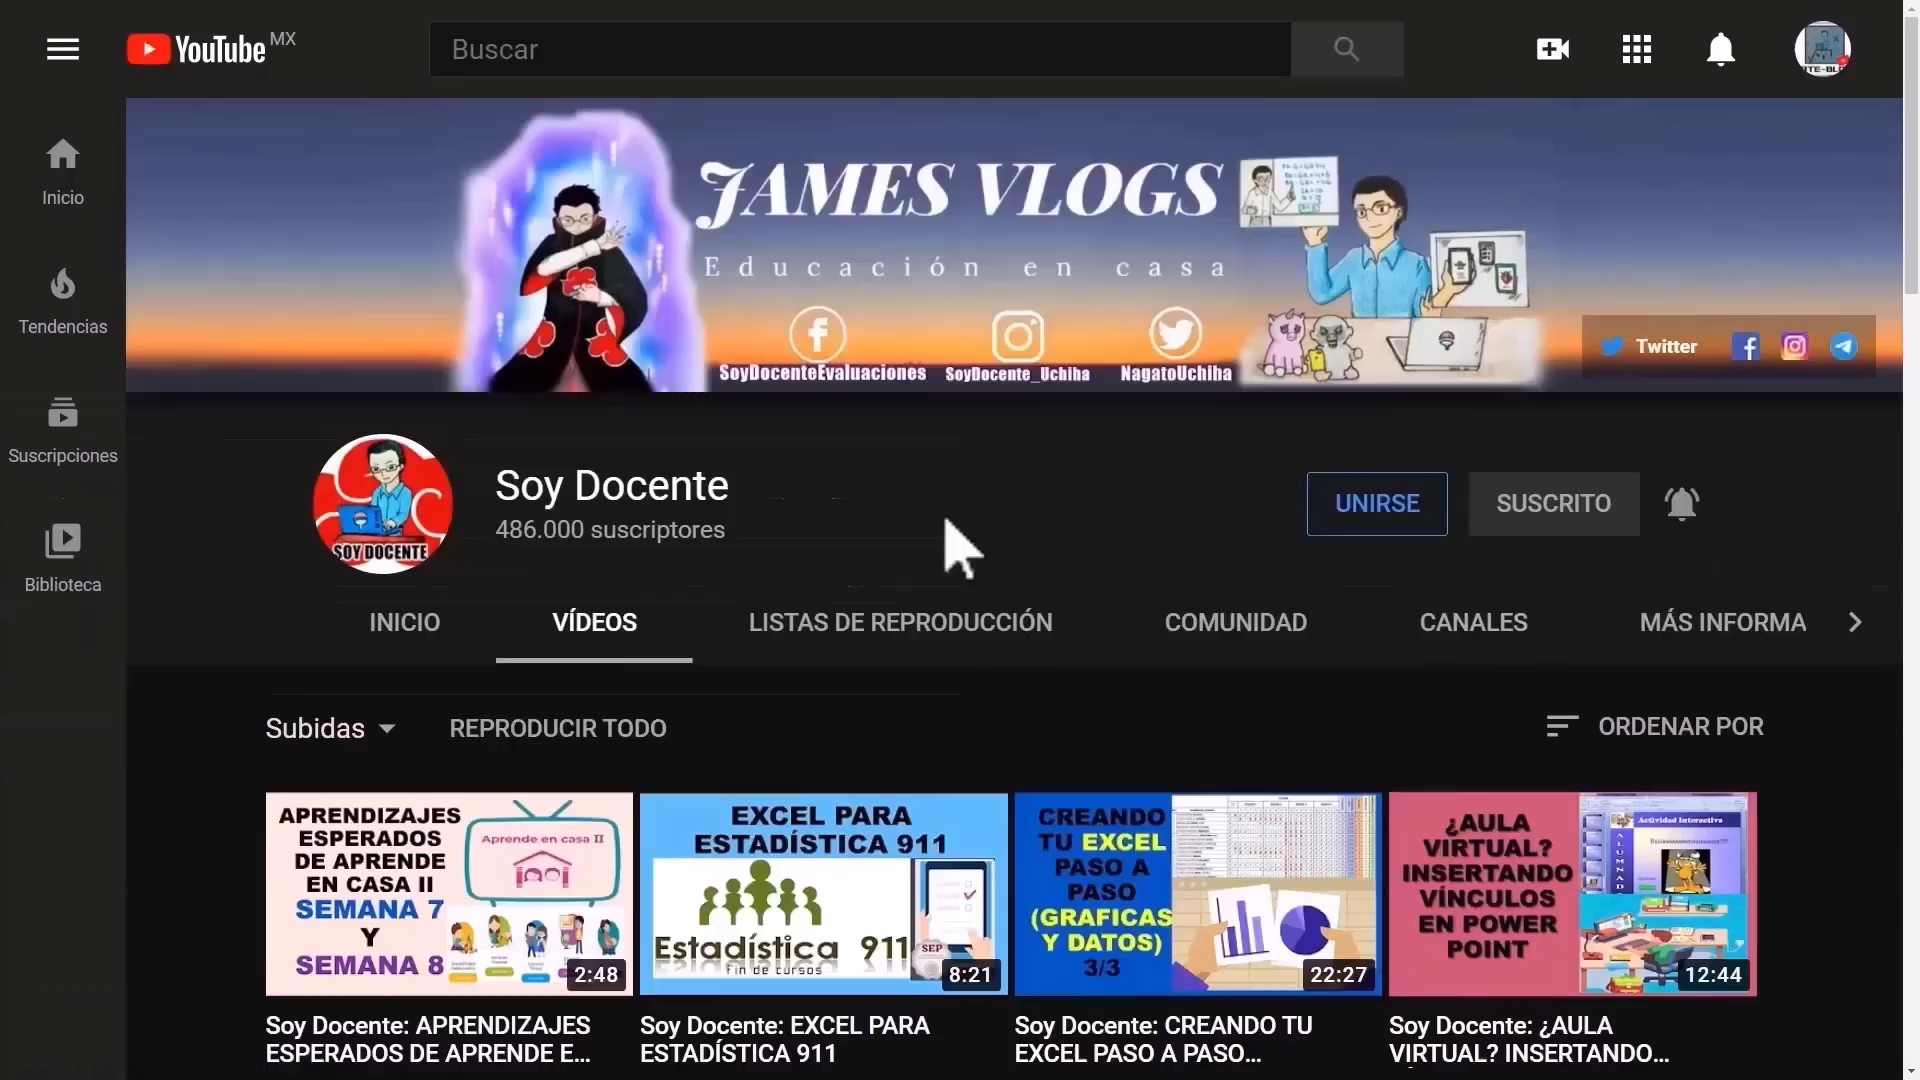 YouTube MX
Buscar
Inicio
Tendencias
Suscripciones
Biblioteca
JAMES VLOGS
Educación en casa
SoyDocenteEvaluaciones
SoyDocente_Uchiha
NagatoUchiha
Twitter
SOY DOCENTE
Soy Docente
486.000 suscriptores
UNIRSE
SUSCRITO
INICIO
VÍDEOS
LISTAS DE REPRODUCCIÓN
COMUNIDAD
CANALES
MÁS INFORMA
Subidas
REPRODUCIR TODO
ORDENAR POR
APRENDIZAJES
ESPERADOS
DE APRENDE
EN CASA II
SEMANA 7
Y
SEMANA 8
Aprende en casa II
2:48
EXCEL PARA
ESTADÍSTICA 911
Estadística 911
Fin de cursos
SEP
8:21
CREANDO
TU EXCEL
PASO A
PASO
(GRAFICAS
Y DATOS)
3/3
22:27
¿AULA
VIRTUAL?
INSERTANDO
VÍNCULOS
EN POWER
POINT
Actividad Interactiva
ALUMNAD
12:44
Soy Docente: APRENDIZAJES
ESPERADOS DE APRENDE E...
Soy Docente: EXCEL PARA
ESTADÍSTICA 911
Soy Docente: CREANDO TU
EXCEL PASO A PASO...
Soy Docente: ¿AULA
VIRTUAL? INSERTANDO...